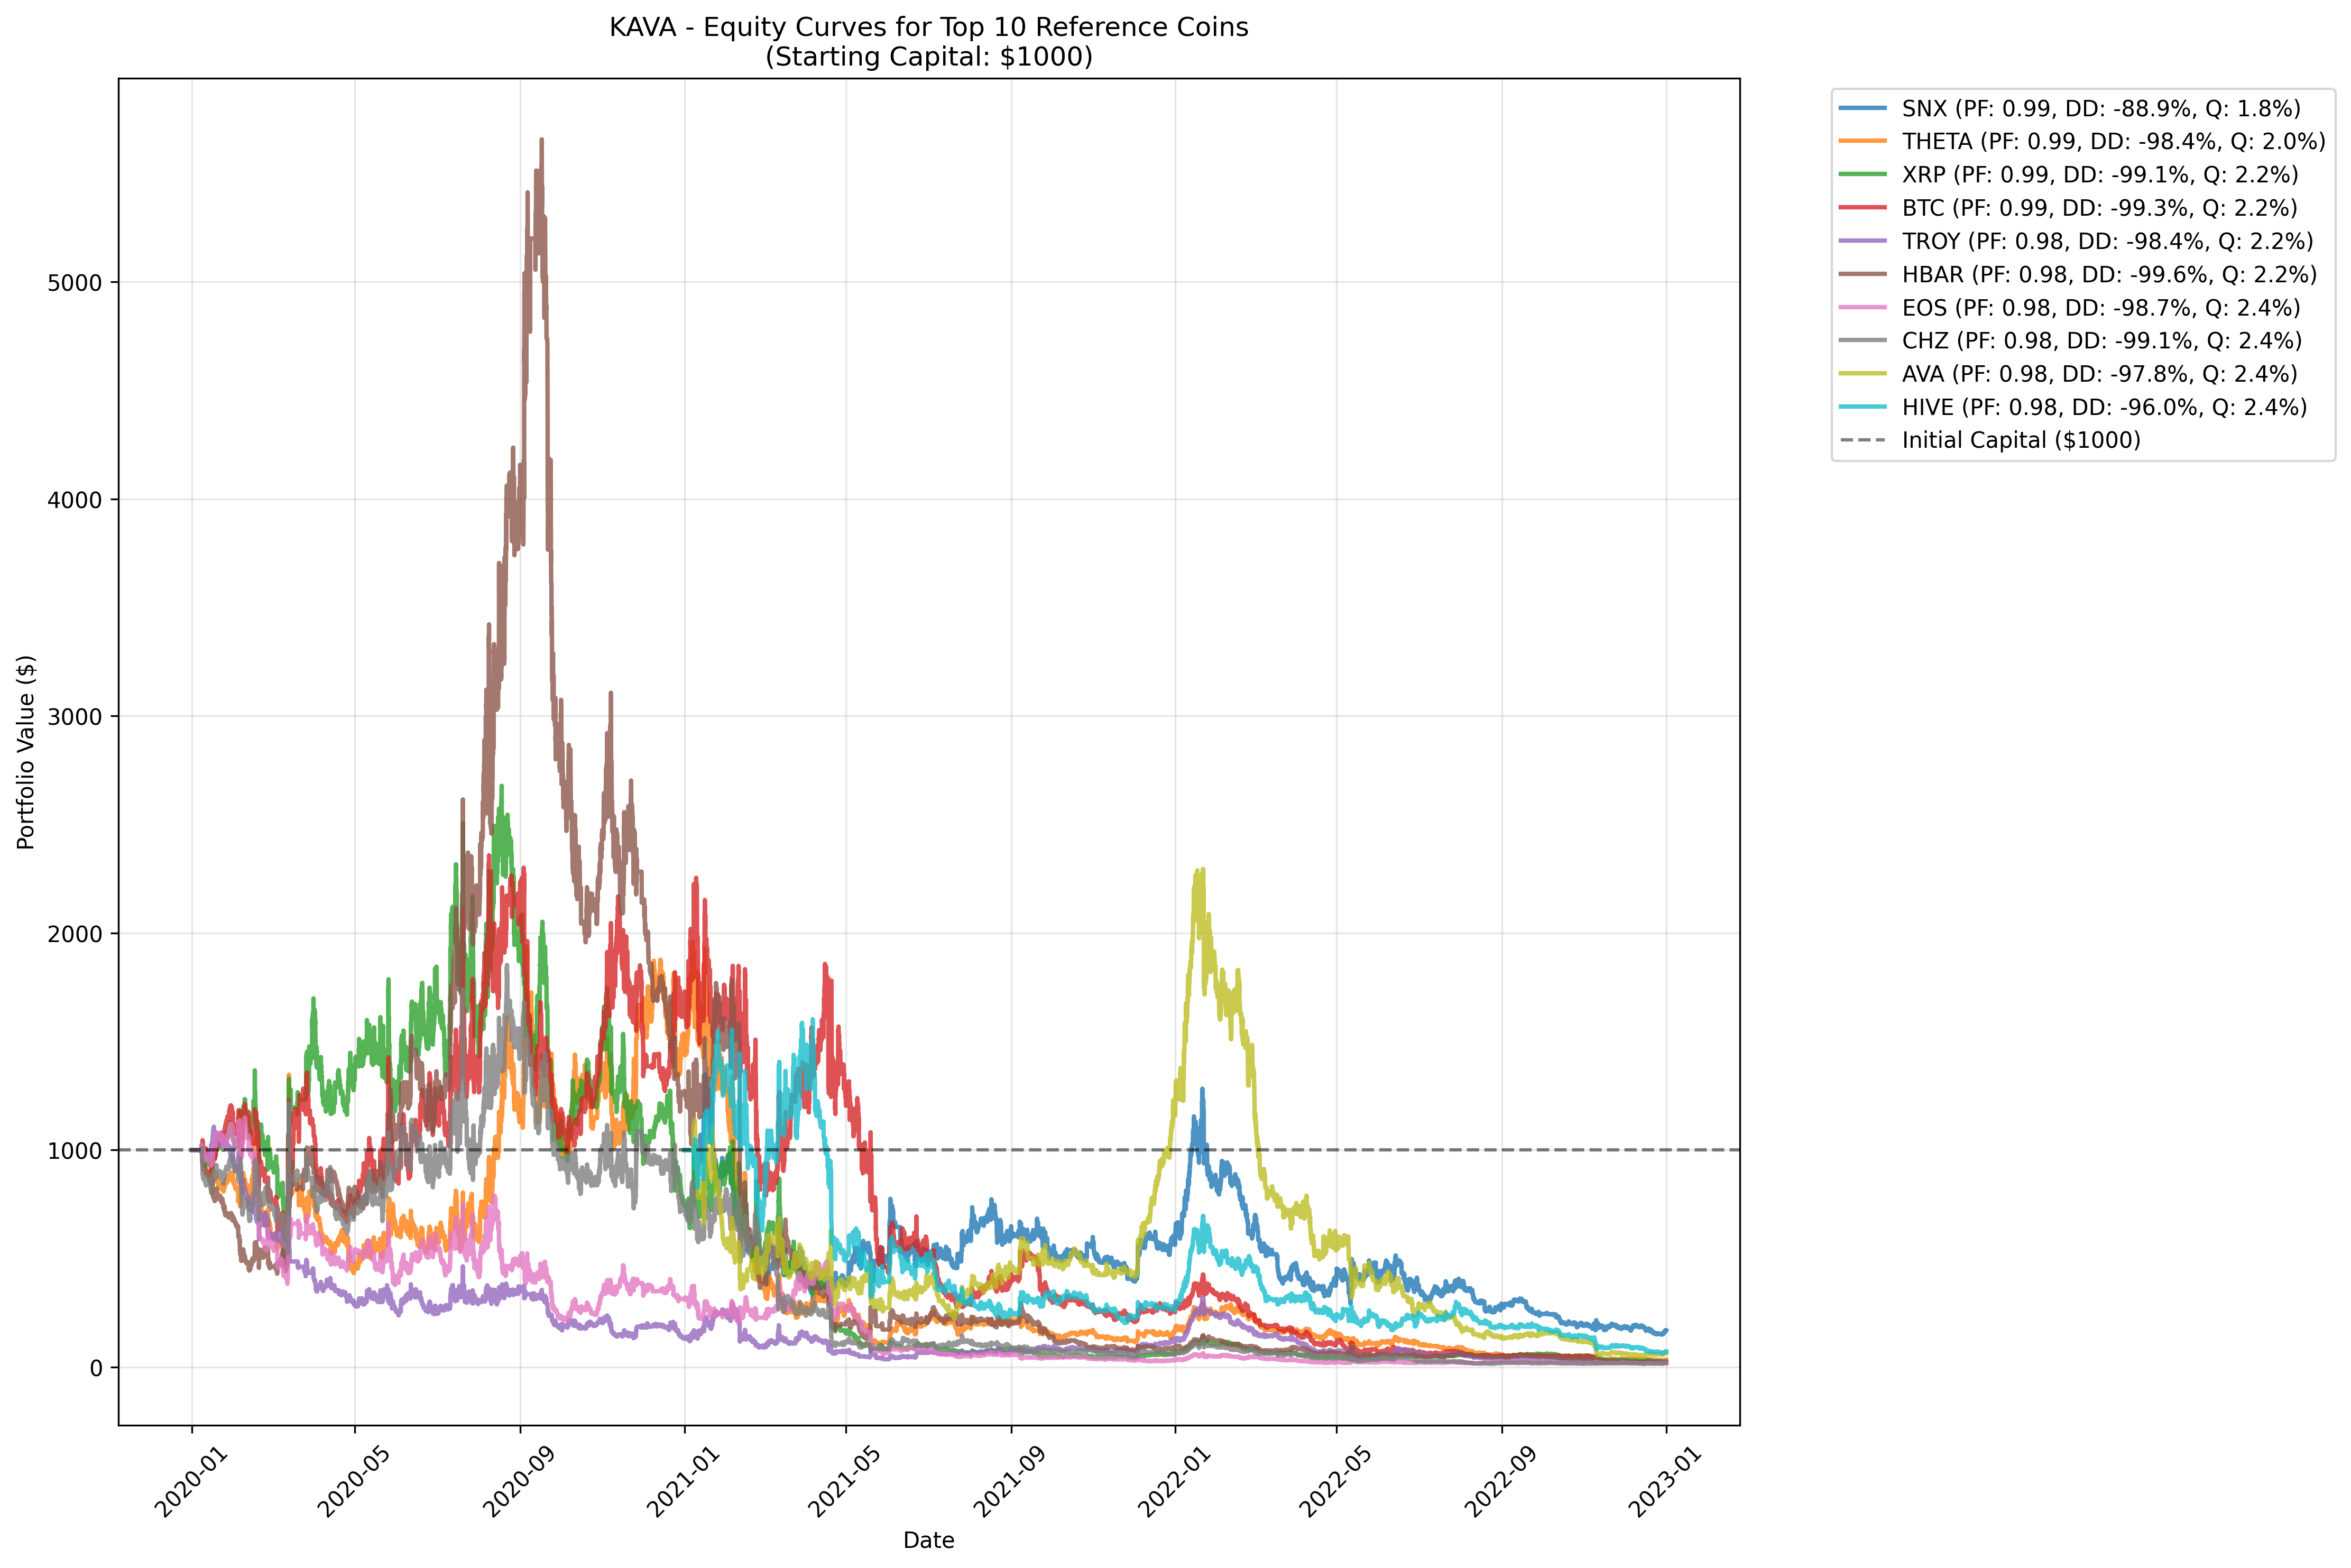 KAVA - Equity Curves for Top 10 Reference Coins
(Starting Capital: $1000)
SNX (PF: 0.99, DD: -88.9%, Q: 1.8%)
THETA (PF: 0.99, DD: -98.4%, Q: 2.0%)
XRP (PF: 0.99, DD: -99.1%, Q: 2.2%)
BTC (PF: 0.99, DD: -99.3%, Q: 2.2%)
TROY (PF: 0.98, DD: -98.4%, Q: 2.2%)
HBAR (PF: 0.98, DD: -99.6%, Q: 2.2%)
EOS (PF: 0.98, DD: -98.7%, Q: 2.4%)
CHZ (PF: 0.98, DD: -99.1%, Q: 2.4%)
AVA (PF: 0.98, DD: -97.8%, Q: 2.4%)
HIVE (PF: 0.98, DD: -96.0%, Q: 2.4%)
Initial Capital ($1000)
Portfolio Value ($)
5000
4000
3000
2000
1000
0
2020-01
2020-05
2020-09
2021-01
2021-05
2021-09
2022-01
2022-05
2022-09
2023-01
Date